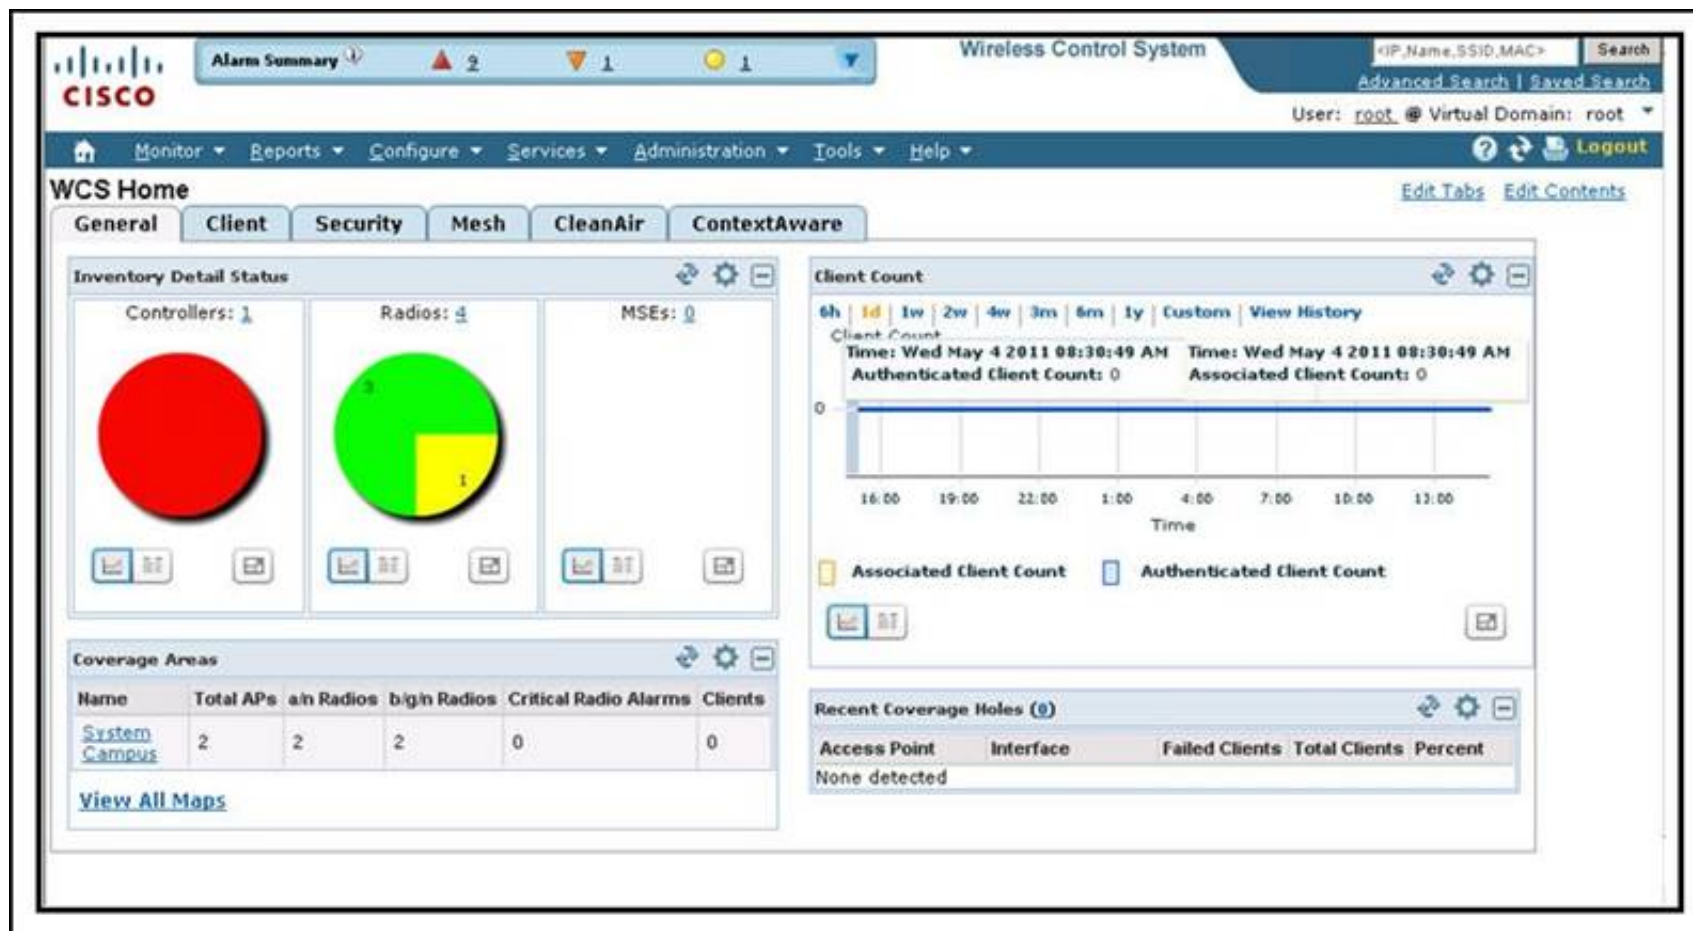 Alarm Summary 9 1 1
Wireless Control System
<IP,Name,SSID,MAC> Search
CISCO
Advanced Search | Saved Search
User: root @ Virtual Domain: root
Monitor Reports Configure Services Administration Tools Help Logout
WCS Home
Edit Tabs Edit Contents
General Client Security Mesh CleanAir ContextAware
Inventory Detail Status
Controllers: 1 Radios: 4 MSEs: 0
3
1
Coverage Areas
Name Total APs a/n Radios b/g/n Radios Critical Radio Alarms Clients
System Campus 2 2 2 0 0
View All Maps
Client Count
6h | 1d | 1w | 2w | 4w | 3m | 6m | 1y | Custom | View History
Client Count
Time: Wed May 4 2011 08:30:49 AM Time: Wed May 4 2011 08:30:49 AM
Authenticated Client Count: 0 Associated Client Count: 0
0
16:00 19:00 22:00 1:00 4:00 7:00 10:00 13:00
Time
Associated Client Count Authenticated Client Count
Recent Coverage Holes (0)
Access Point Interface Failed Clients Total Clients Percent
None detected